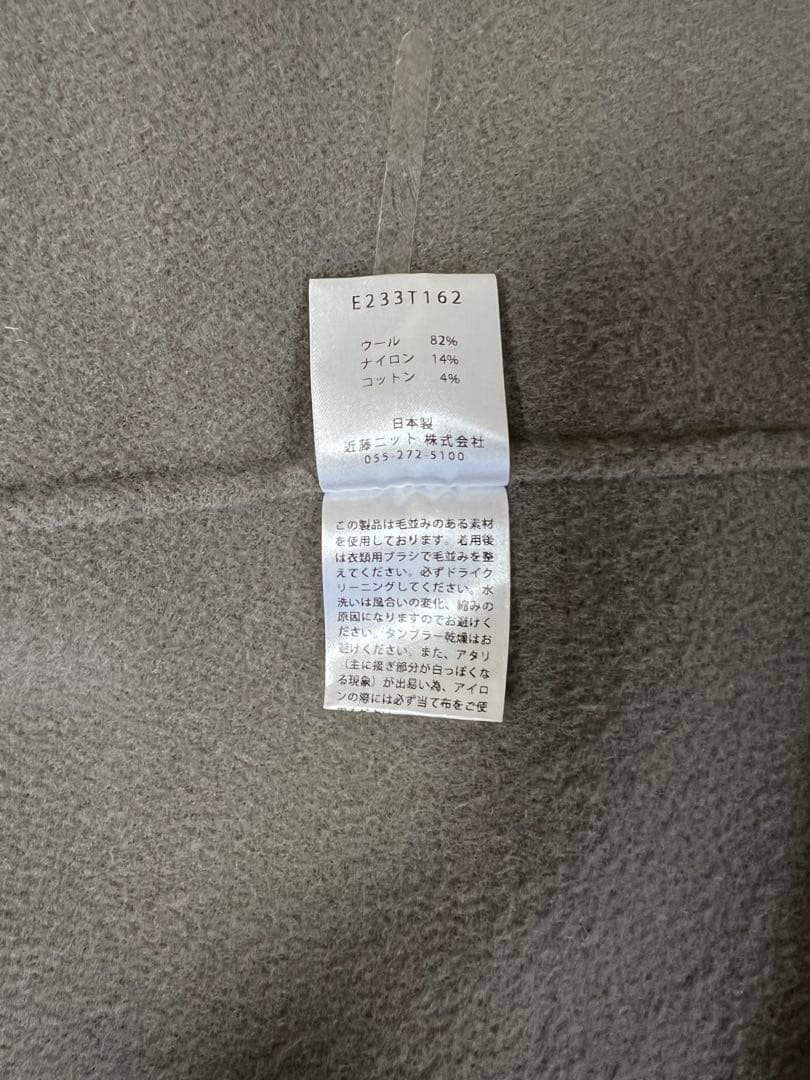 E233T162
ウール 82%
ナイロン 14%
コットン 4%
日本製
近藤ニット 株式会社
055-272-5100
この製品は毛並みのある素材
を使用しております。着用後
は衣類用ブラシで毛並みを整
えてください。必ずドライク
リーニングしてください。水
洗いは風合いの変化、縮みの
原因になりますのでお避けく
ださい。タンブラー乾燥はお
避けください。また、アタリ
（主に接ぎ部分が白っぽくな
る現象）が出易い為、アイロ
ンの際には必ず当て布をご使